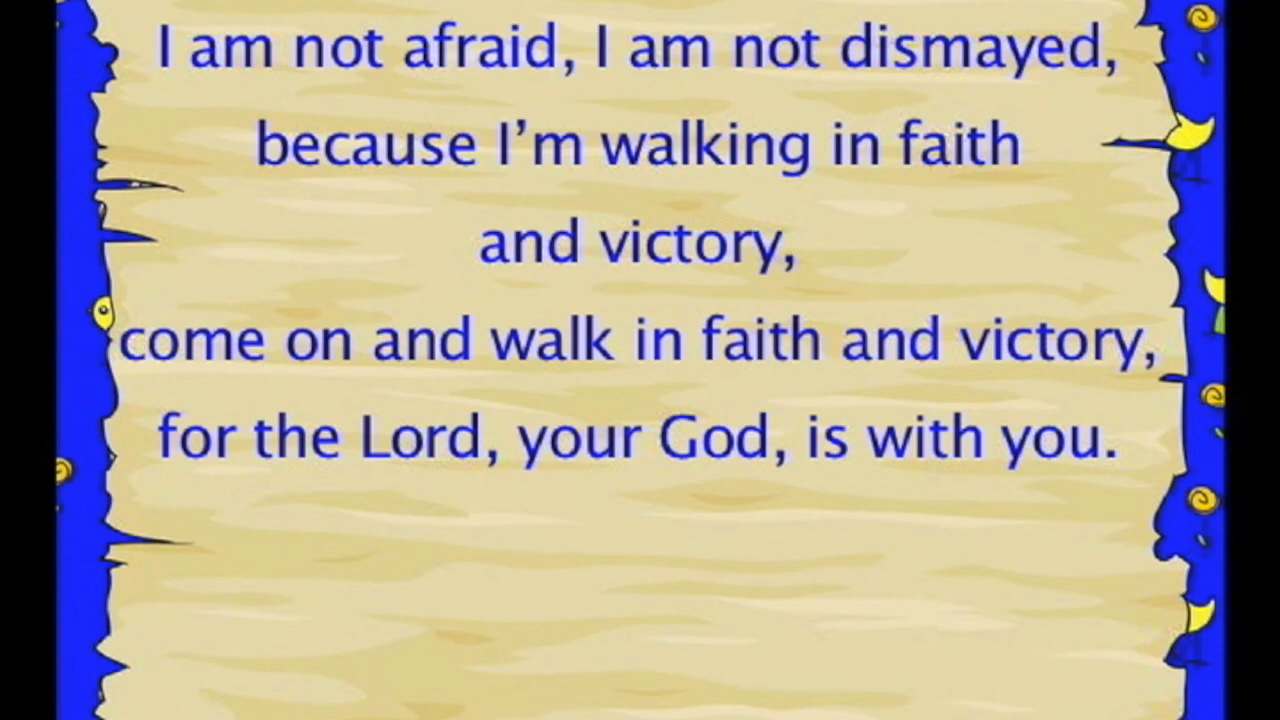 I am not afraid, I am not dismayed,
because I’m walking in faith
and victory,
come on and walk in faith and victory,
for the Lord, your God, is with you.